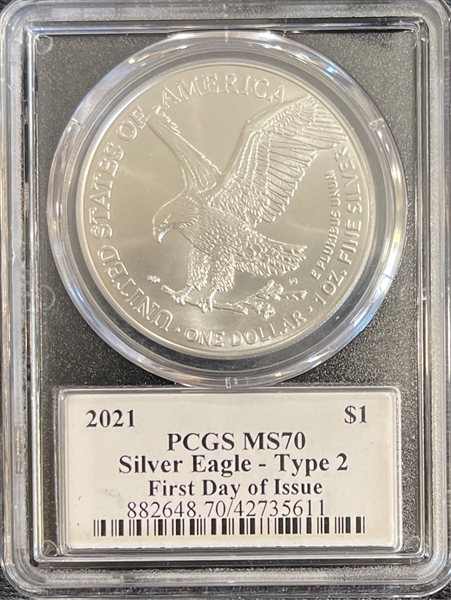 UNITED STATES OF AMERICA
E PLURIBUS UNUM
ONE DOLLAR • 1 OZ. FINE SILVER
2021 $1
PCGS MS70
Silver Eagle - Type 2
First Day of Issue
882648.70/42735611